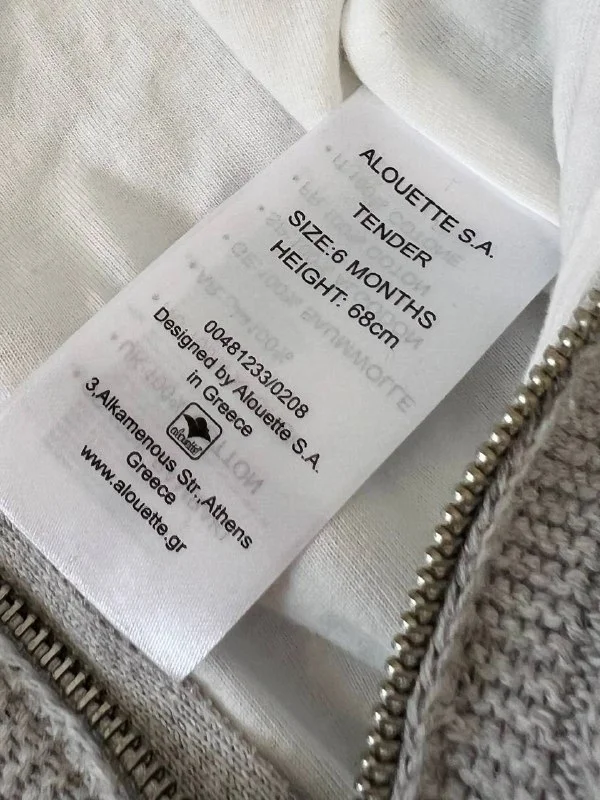 ALOUETTE S.A.
TENDER
SIZE:6 MONTHS
HEIGHT: 68cm
00481233/0208
Designed by Alouette S.A.
in Greece
alouette
3,Alkamenous Str.,Athens
Greece
www.alouette.gr